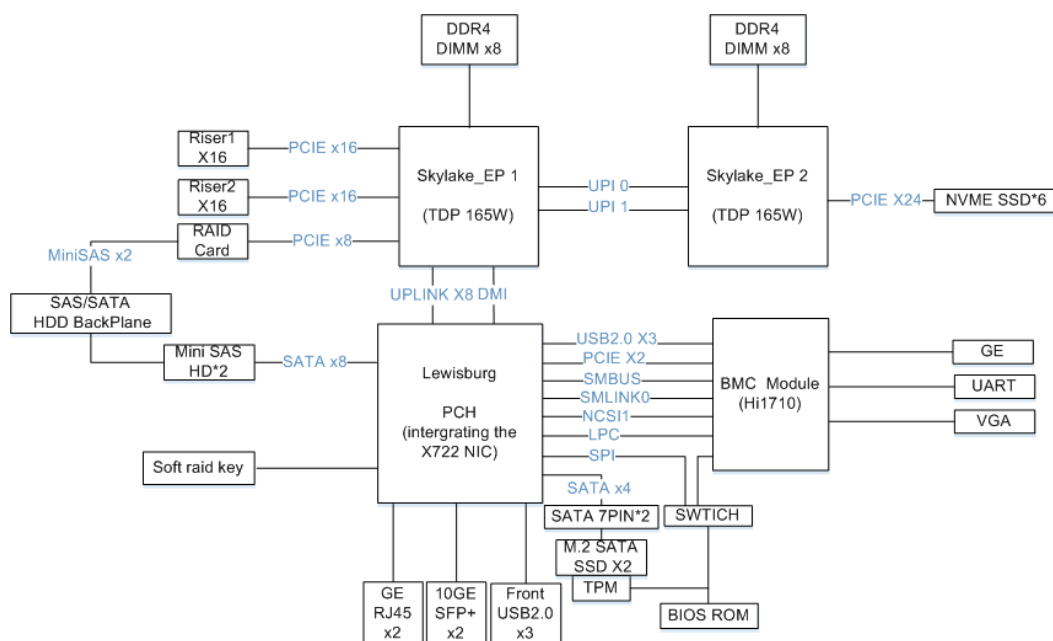 DDR4
DIMM x8
DDR4
DIMM x8
Riser1
X16
PCIE x16
Skylake_EP 1
(TDP 165W)
UPI 0
UPI 1
Skylake_EP 2
(TDP 165W)
PCIE X24
NVME SSD*6
Riser2
X16
PCIE x16
RAID
Card
PCIE x8
MiniSAS x2
SAS/SATA
HDD BackPlane
UPLINK X8
DMI
Mini SAS
HD*2
SATA x8
Lewisburg
PCH
(intergrating the
X722 NIC)
USB2.0 X3
PCIE X2
SMBUS
SMLINK0
NCSI1
LPC
SPI
SATA x4
BMC Module
(Hi1710)
GE
UART
VGA
Soft raid key
SATA 7PIN*2
SWTICH
M.2 SATA
SSD X2
TPM
BIOS ROM
GE
RJ45
x2
10GE
SFP+
x2
Front
USB2.0
x3